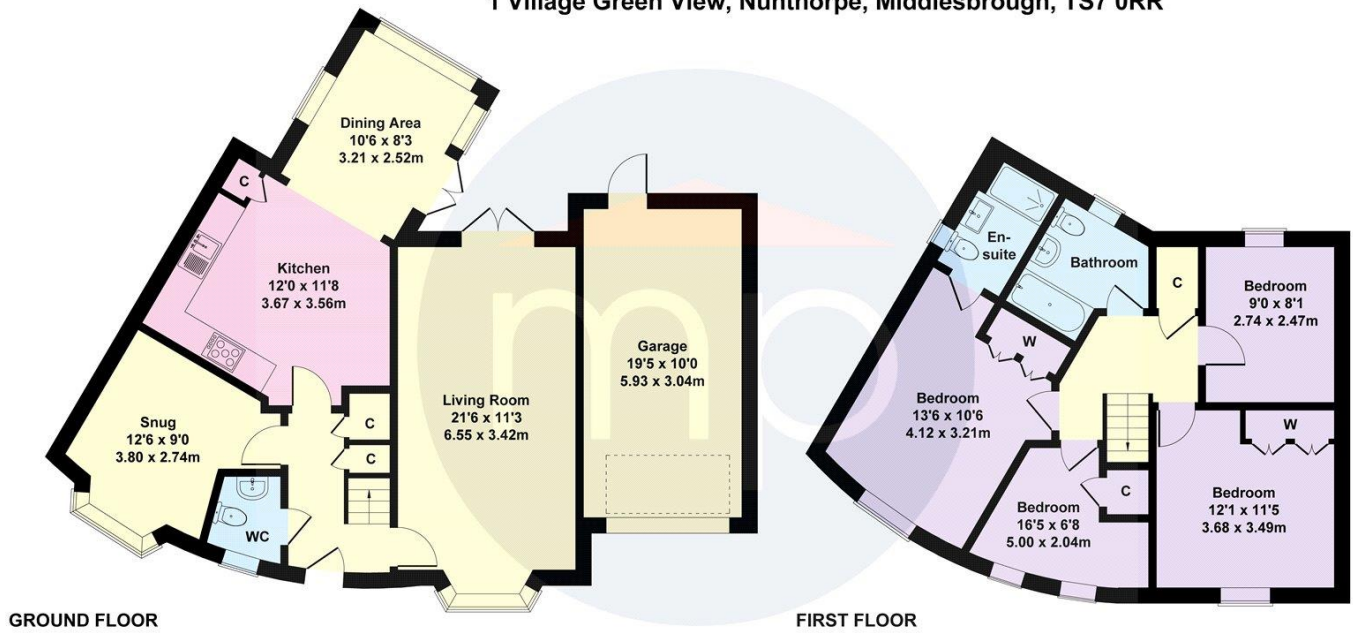 1 Village Green View, Nunthorpe, Middlesbrough, TS7 0RR
Dining Area
10'6 x 8'3
3.21 x 2.52m
C
Kitchen
12'0 x 11'8
3.67 x 3.56m
Snug
12'6 x 9'0
3.80 x 2.74m
WC
C
C
Living Room
21'6 x 11'3
6.55 x 3.42m
Garage
19'5 x 10'0
5.93 x 3.04m
mp
GROUND FLOOR
En-
suite
Bathroom
C
Bedroom
9'0 x 8'1
2.74 x 2.47m
W
Bedroom
13'6 x 10'6
4.12 x 3.21m
W
Bedroom
16'5 x 6'8
5.00 x 2.04m
C
Bedroom
12'1 x 11'5
3.68 x 3.49m
FIRST FLOOR